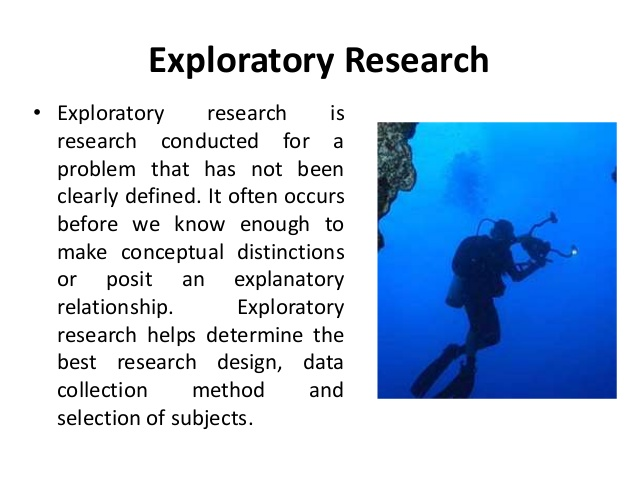 Exploratory Research
• Exploratory research is
research conducted for a
problem that has not been
clearly defined. It often occurs
before we know enough to
make conceptual distinctions
or posit an explanatory
relationship. Exploratory
research helps determine the
best research design, data
collection method and
selection of subjects.